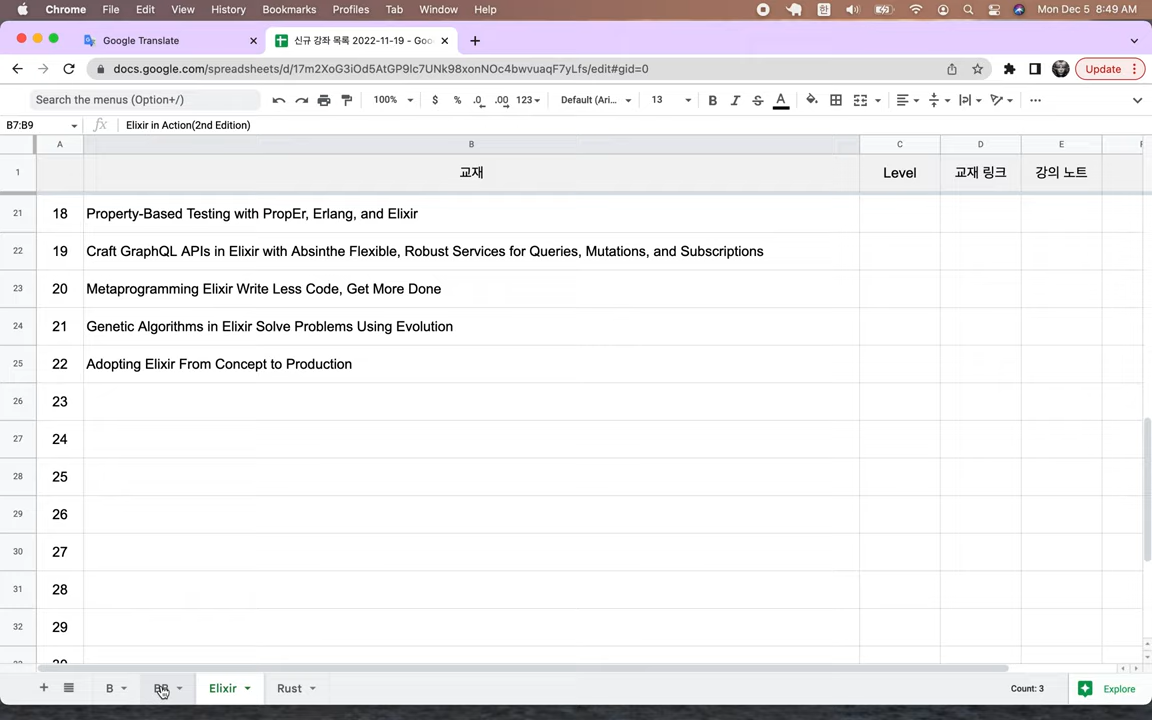 Chrome File Edit View History Bookmarks Profiles Tab Window Help 한 Mon Dec 5 8:49 AM
Google Translate 신규 강좌 목록 2022-11-19 - Goo
docs.google.com/spreadsheets/d/17m2XoG3iOd5AtGP9lc7UNk98xonNOc4bwvuaqF7yLfs/edit#gid=0 Update
Search the menus (Option+/) 100% $ % .0 .00 123 Default (Ari... 13 B I S A
B7:B9 fx Elixir in Action(2nd Edition)
A B C D E F
1 교재 Level 교재 링크 강의 노트
21 18 Property-Based Testing with PropEr, Erlang, and Elixir
22 19 Craft GraphQL APIs in Elixir with Absinthe Flexible, Robust Services for Queries, Mutations, and Subscriptions
23 20 Metaprogramming Elixir Write Less Code, Get More Done
24 21 Genetic Algorithms in Elixir Solve Problems Using Evolution
25 22 Adopting Elixir From Concept to Production
26 23
27 24
28 25
29 26
30 27
31 28
32 29
B Elixir Rust Count: 3 Explore